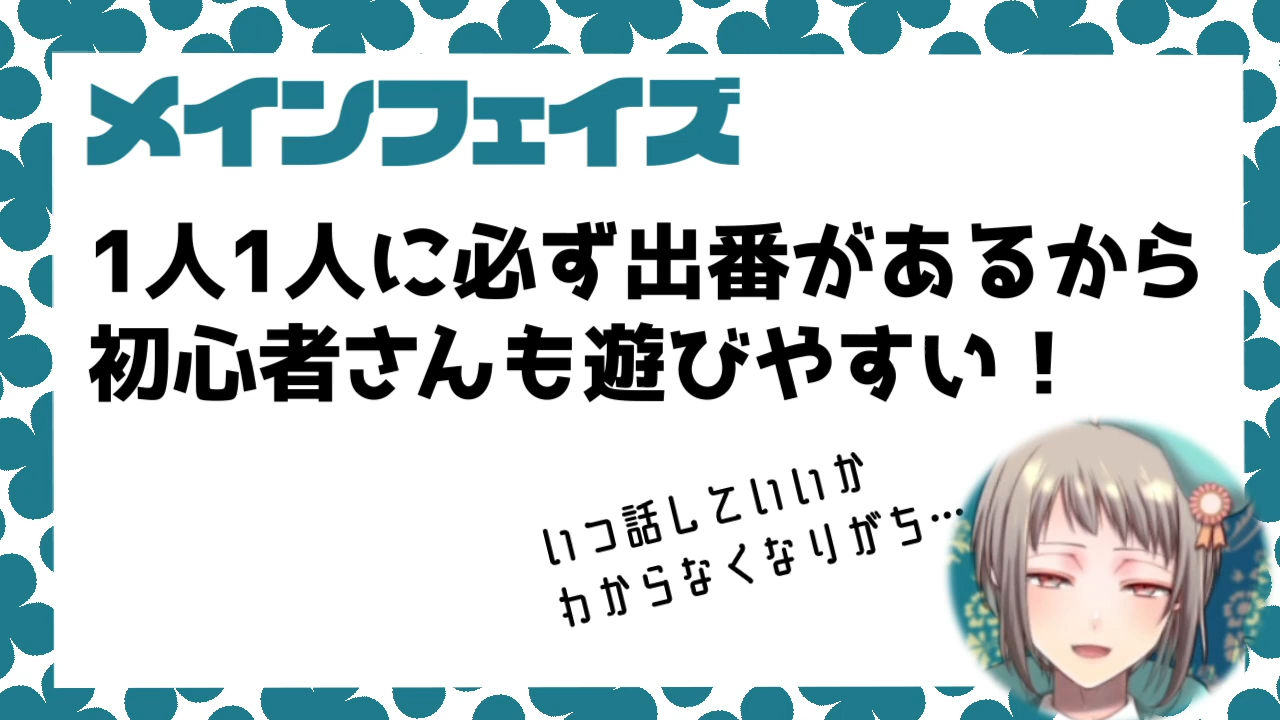 メインフェイズ
1人1人に必ず出番があるから
初心者さんも遊びやすい！
いつ話していいか
わからなくなりがち…